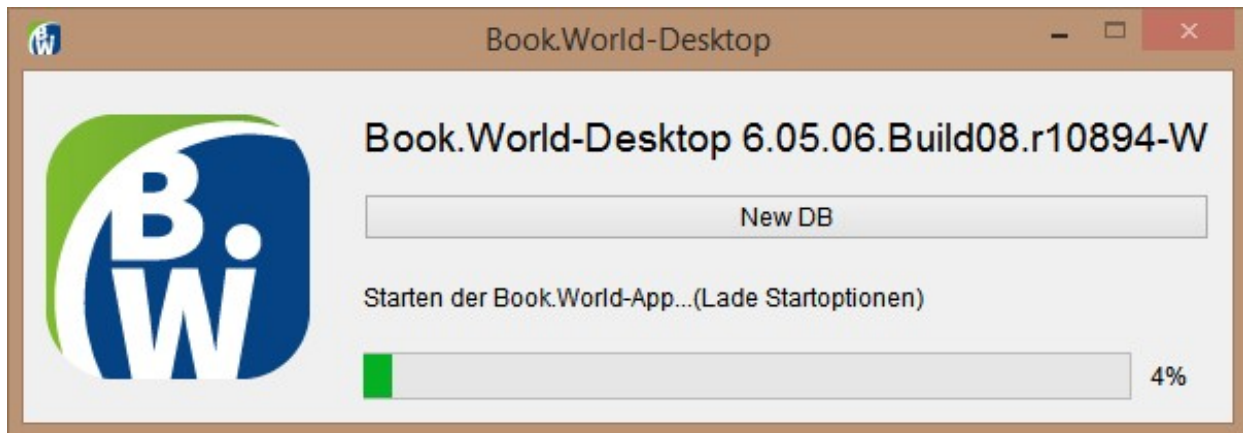 Book.World-Desktop
B.
W
Book.World-Desktop 6.05.06.Build08.r10894-W
New DB
Starten der Book.World-App...(Lade Startoptionen)
4%